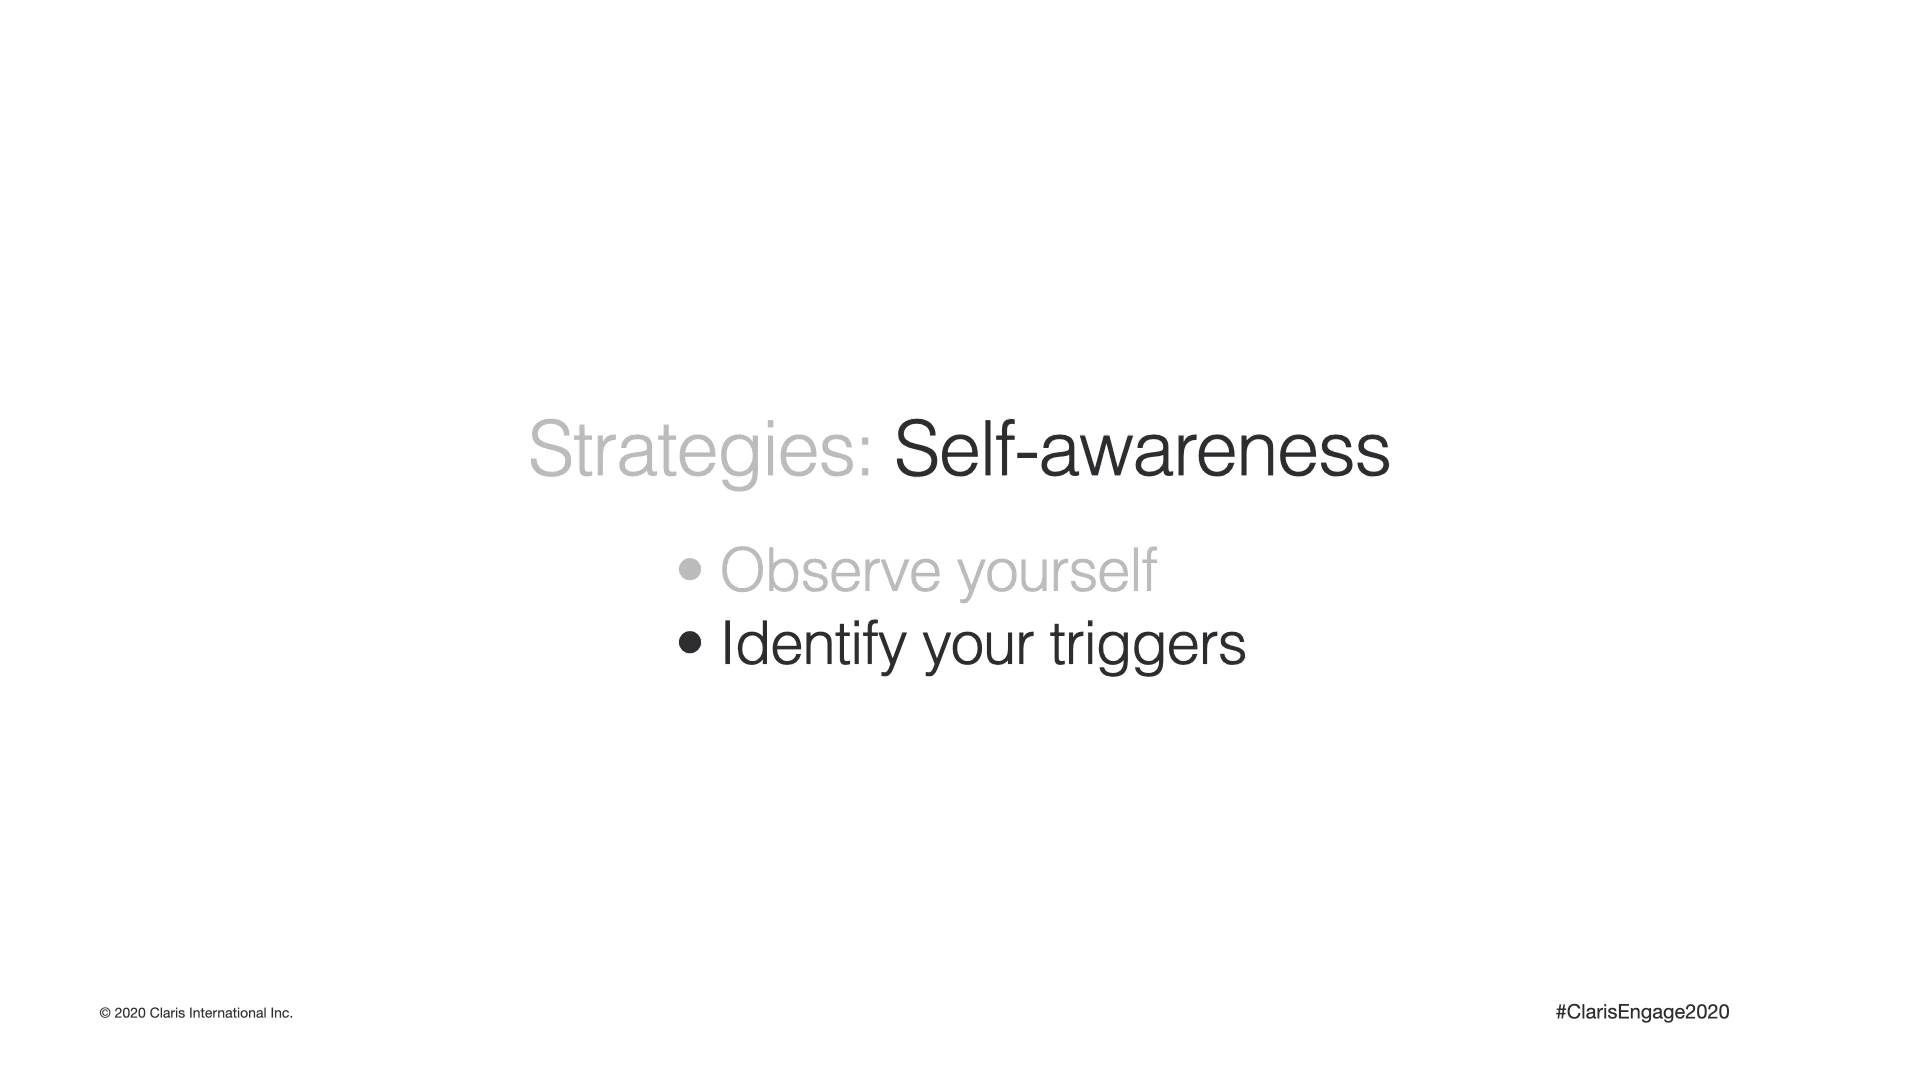 Strategies: Self-awareness
• Observe yourself
• Identify your triggers
© 2020 Claris International Inc.
#ClarisEngage2020